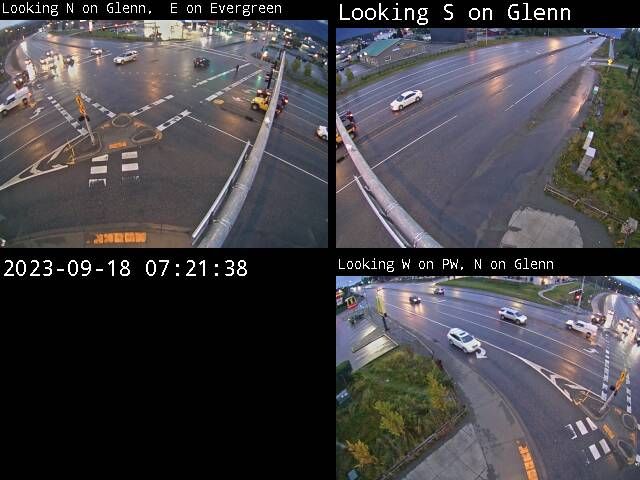 Looking N on Glenn,  E on Evergreen
Looking S on Glenn
2023-09-18 07:21:38
Looking W on PW, N on Glenn